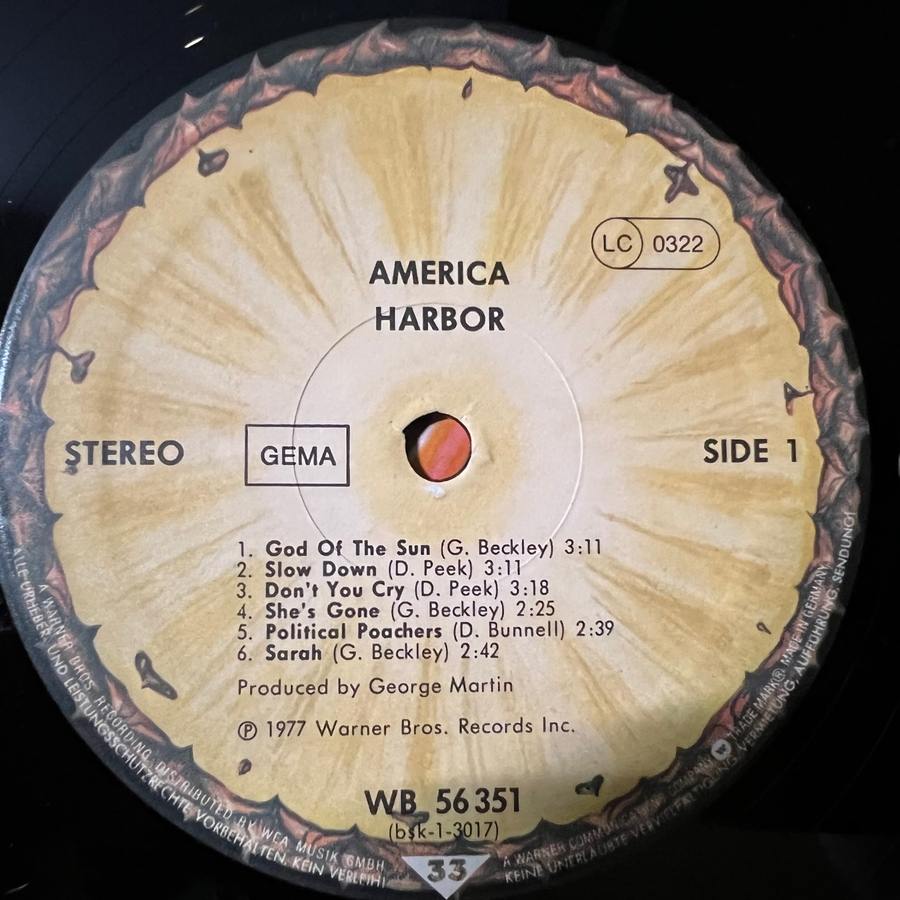 LC 0322
AMERICA
HARBOR
STEREO
GEMA
SIDE 1
1. God Of The Sun (G. Beckley) 3:11
2. Slow Down (D. Peek) 3:11
3. Don't You Cry (D. Peek) 3:18
4. She's Gone (G. Beckley) 2:25
5. Political Poachers (D. Bunnell) 2:39
6. Sarah (G. Beckley) 2:42
Produced by George Martin
℗ 1977 Warner Bros. Records Inc.
WB 56 351
(bsk-1-3017)
33
A WARNER BROS. RECORDING. DISTRIBUTED BY WEA MUSIK GMBH
A WARNER COMMUNICATIONS COMPANY TRADE MARK® MADE IN GERMANY
ALLE URHEBER UND LEISTUNGSSCHUTZRECHTE VORBEHALTEN. KEIN VERLEIH!
KEINE UNERLAUBTE VERVIELFÄLTIGUNG, VERMIETUNG, AUFFÜHRUNG, SENDUNG!